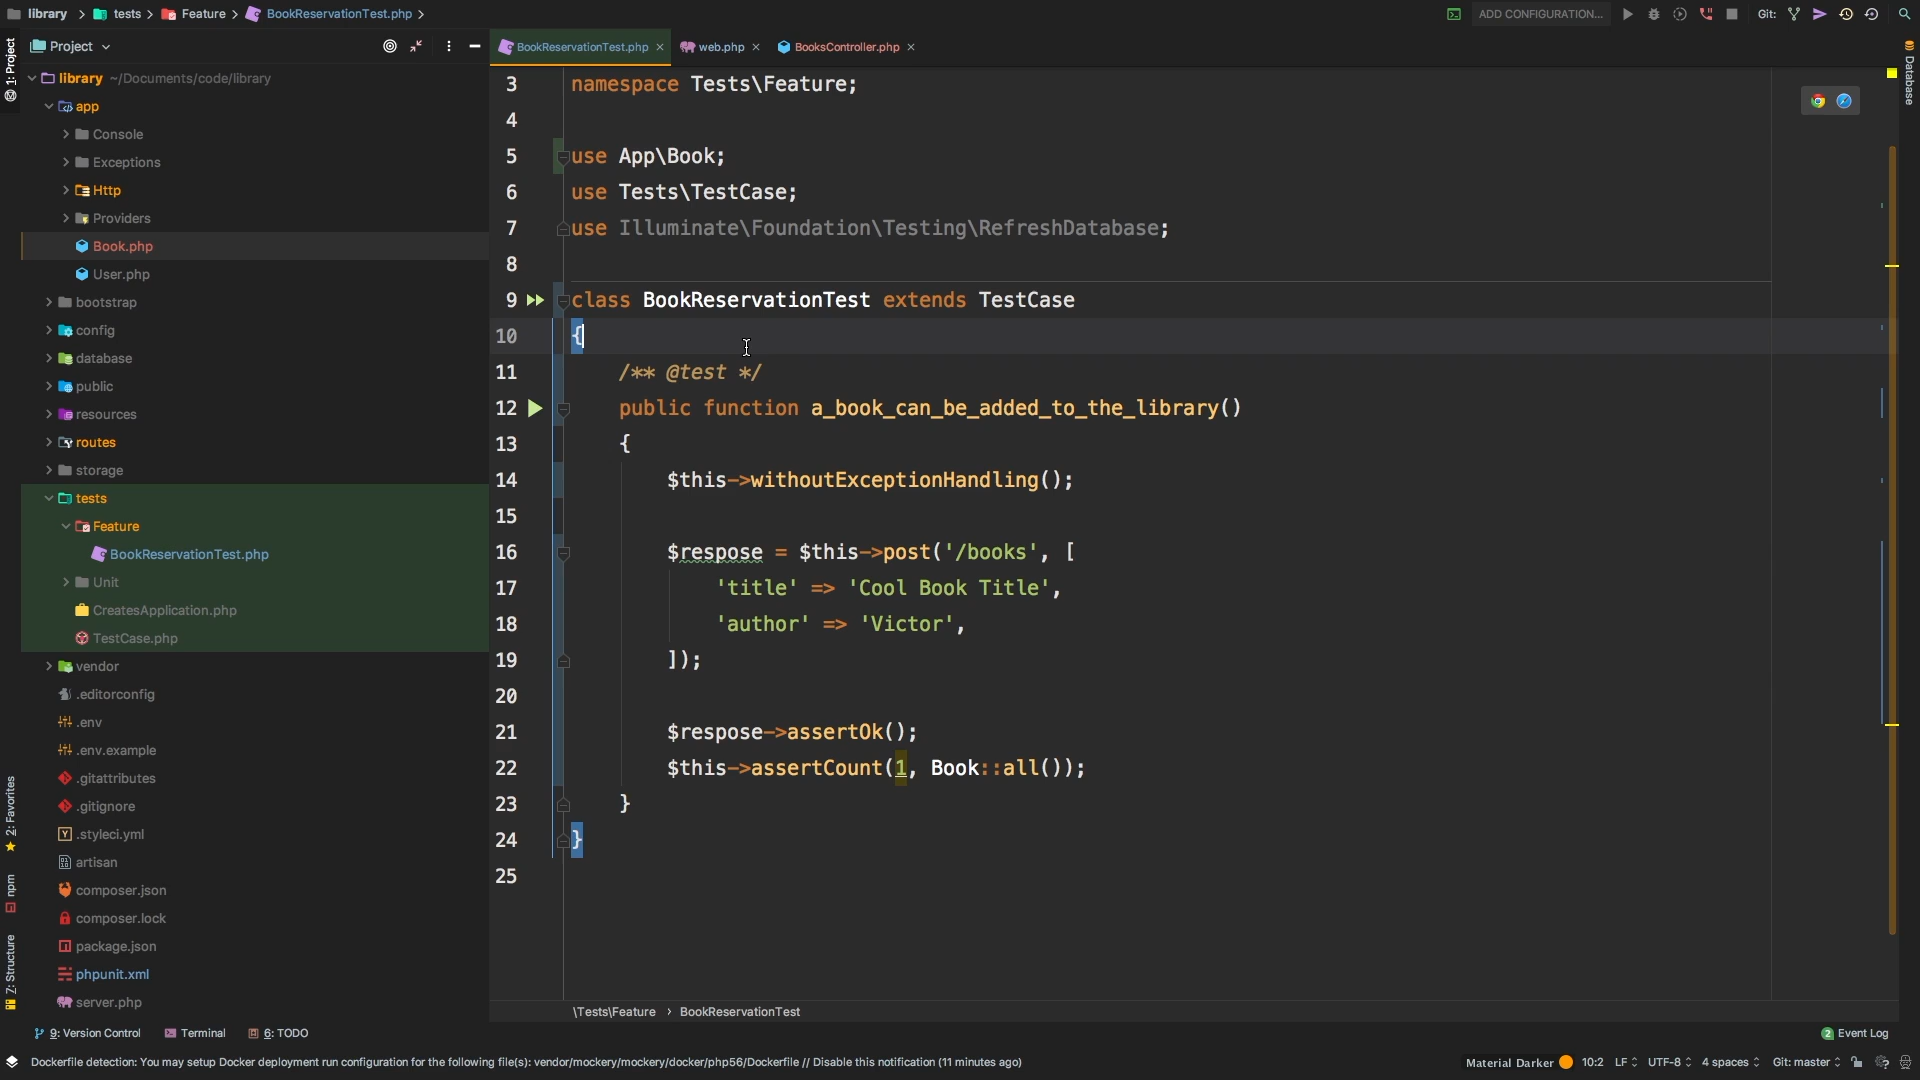 library tests Feature BookReservationTest.php
ADD CONFIGURATION... Git:
1: Project
Project
BookReservationTest.php web.php BooksController.php
Database
library ~/Documents/code/library
app
Console
Exceptions
Http
Providers
Book.php
User.php
bootstrap
config
database
public
resources
routes
storage
tests
Feature
BookReservationTest.php
Unit
CreatesApplication.php
TestCase.php
vendor
.editorconfig
.env
.env.example
.gitattributes
.gitignore
.styleci.yml
artisan
composer.json
composer.lock
package.json
phpunit.xml
server.php
2: Favorites
npm
7: Structure
3 namespace Tests\Feature;
4
5 use App\Book;
6 use Tests\TestCase;
7 use Illuminate\Foundation\Testing\RefreshDatabase;
8
9 class BookReservationTest extends TestCase
10 {
11 /** @test */
12 public function a_book_can_be_added_to_the_library()
13 {
14 $this->withoutExceptionHandling();
15
16 $respose = $this->post('/books', [
17 'title' => 'Cool Book Title',
18 'author' => 'Victor',
19 ]);
20
21 $respose->assertOk();
22 $this->assertCount(1, Book::all());
23 }
24 }
25
\Tests\Feature › BookReservationTest
9: Version Control Terminal 6: TODO
2 Event Log
Dockerfile detection: You may setup Docker deployment run configuration for the following file(s): vendor/mockery/mockery/docker/php56/Dockerfile // Disable this notification (11 minutes ago)
Material Darker 10:2 LF UTF-8 4 spaces Git: master